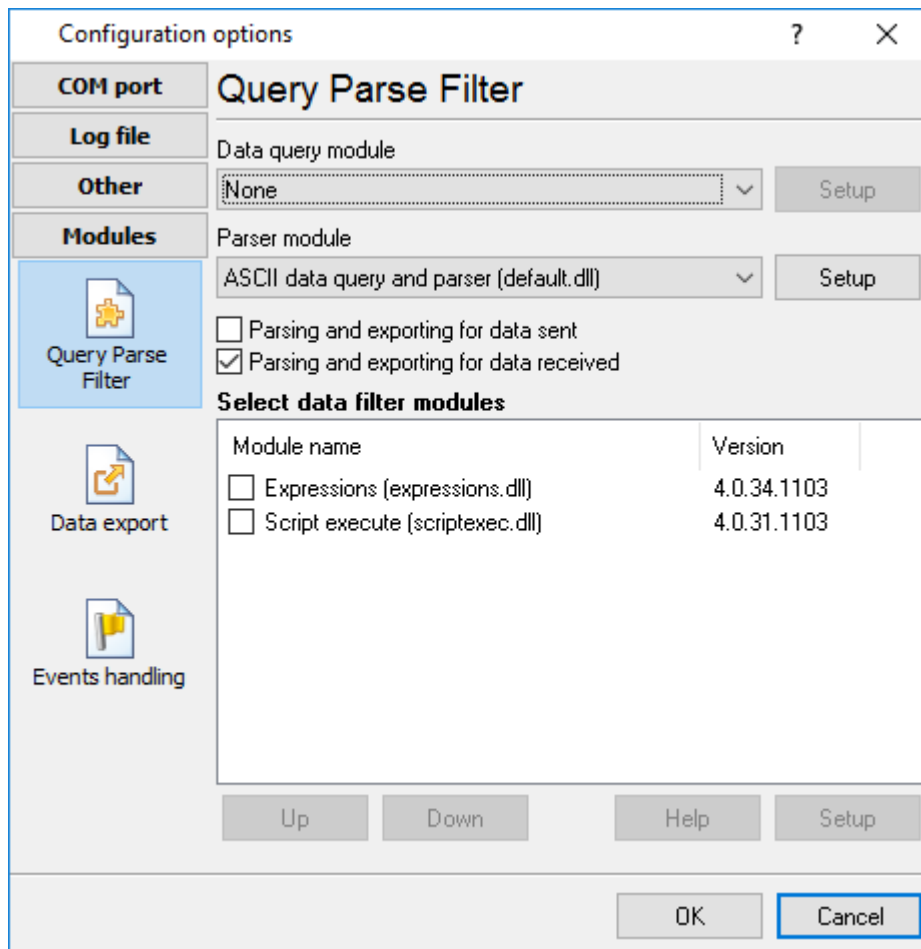 Configuration options
?
COM port
Log file
Other
Modules
Query Parse
Filter
Data export
Events handling
Query Parse Filter
Data query module
None
Setup
Parser module
ASCII data query and parser (default.dll)
Setup
Parsing and exporting for data sent
Parsing and exporting for data received
Select data filter modules
Module name Version
Expressions (expressions.dll) 4.0.34.1103
Script execute (scriptexec.dll) 4.0.31.1103
Up Down Help Setup
OK Cancel